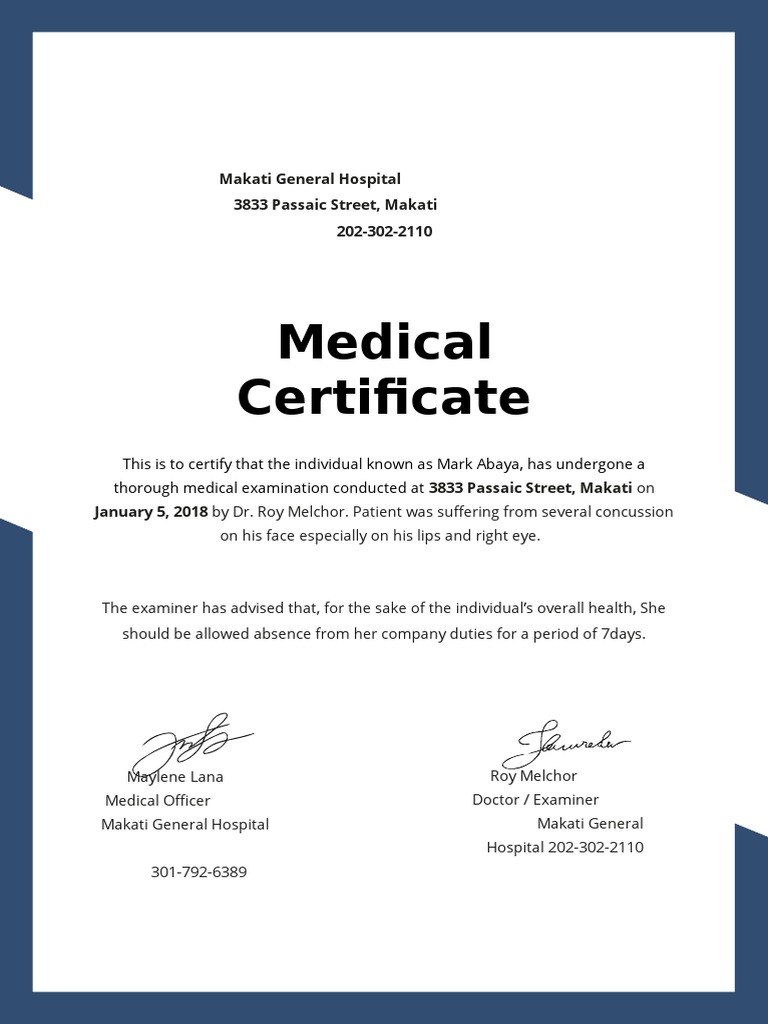 Makati General Hospital
3833 Passaic Street, Makati
202-302-2110
Medical
Certificate
This is to certify that the individual known as Mark Abaya, has undergone a
thorough medical examination conducted at 3833 Passaic Street, Makati on
January 5, 2018 by Dr. Roy Melchor. Patient was suffering from several concussion
on his face especially on his lips and right eye.
The examiner has advised that, for the sake of the individual’s overall health, She
should be allowed absence from her company duties for a period of 7days.
Maylene Lana
Medical Officer
Makati General Hospital
301-792-6389
Roy Melchor
Doctor / Examiner
Makati General
Hospital 202-302-2110